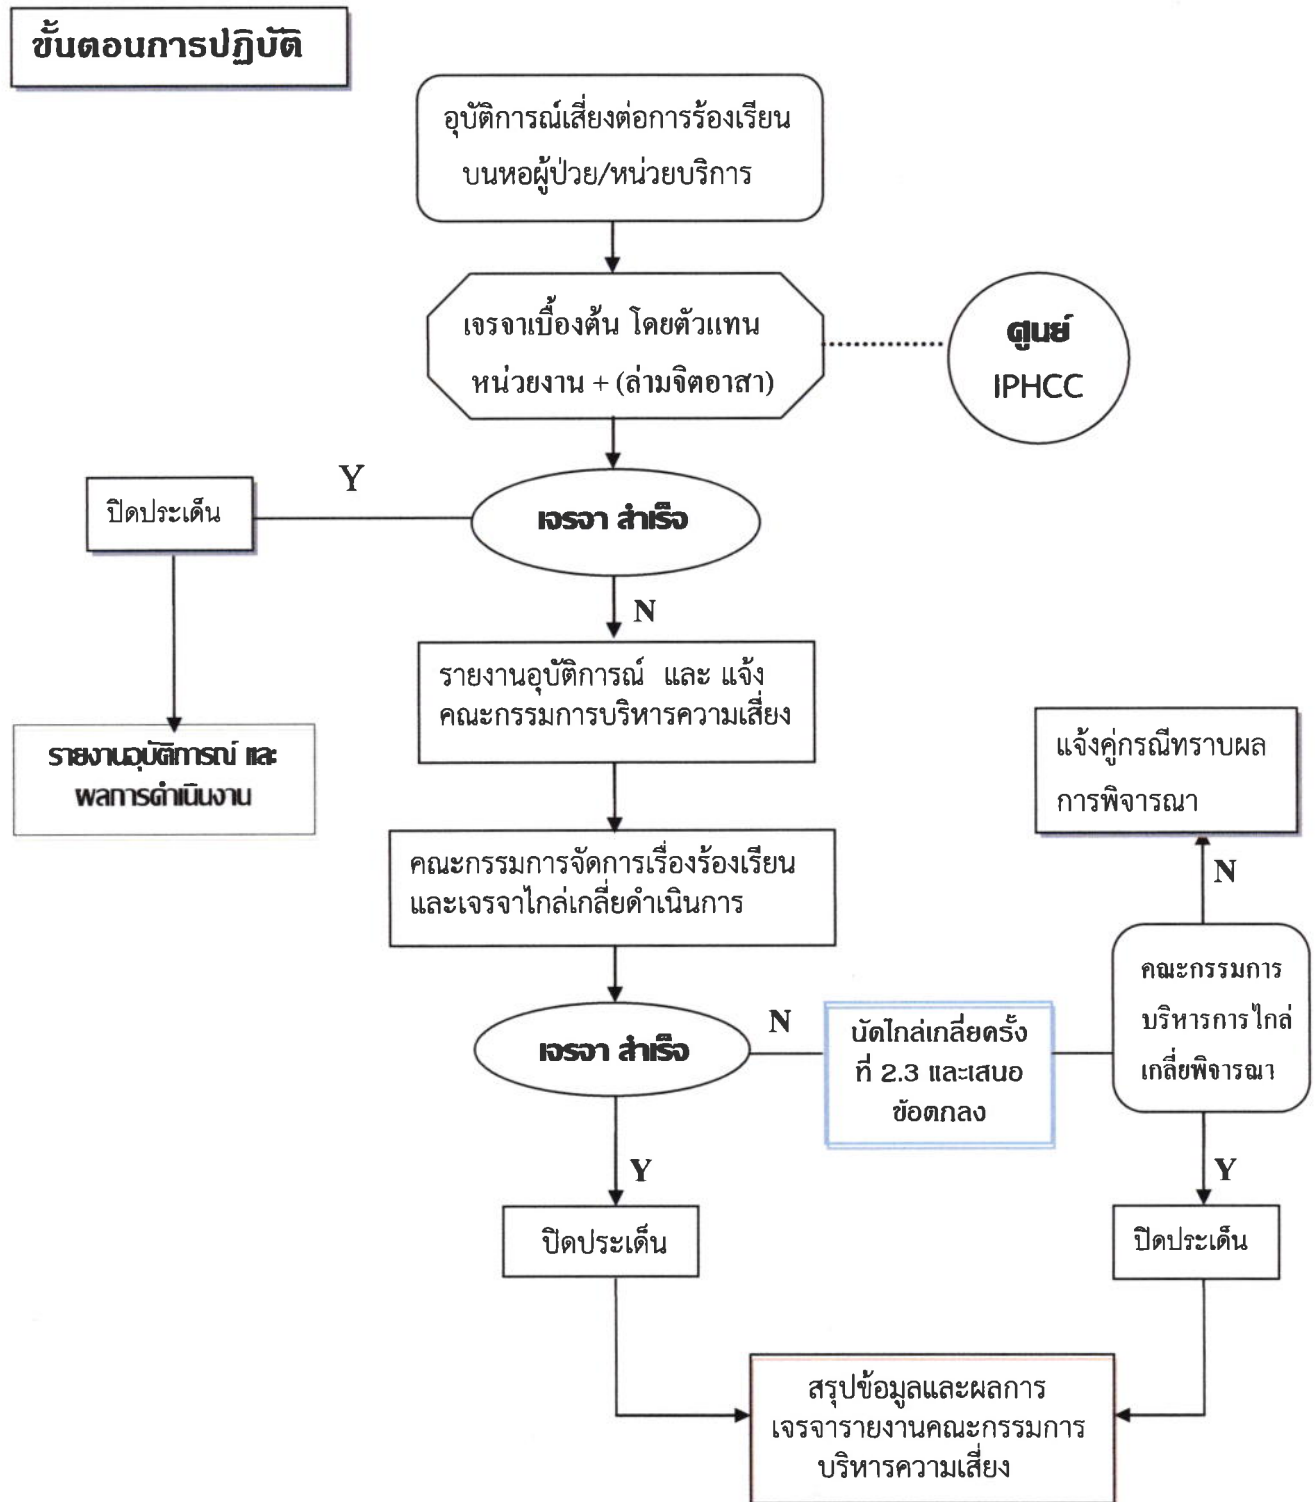 ขั้นตอนการปฏิบัติ
อุบัติการณ์เสี่ยงต่อการร้องเรียน
บนหอผู้ป่วย/หน่วยบริการ
เจรจาเบื้องต้น โดยตัวแทน
หน่วยงาน + (ล่ามจิตอาสา)
ศูนย์
IPHCC
Y
ปิดประเด็น
เจรจา สำเร็จ
N
รายงานอุบัติการณ์ และ แจ้ง
คณะกรรมการบริหารความเสี่ยง
รายงานอุบัติการณ์ และ
ผลการดำเนินงาน
แจ้งคู่กรณีทราบผล
การพิจารณา
คณะกรรมการจัดการเรื่องร้องเรียน
และเจรจาไกล่เกลี่ยดำเนินการ
N
คณะกรรมการ
บริหารการไกล่
เกลี่ยพิจารณา
เจรจา สำเร็จ
N
นัดไกล่เกลี่ยครั้ง
ที่ 2.3 และเสนอ
ข้อตกลง
Y
Y
ปิดประเด็น
ปิดประเด็น
สรุปข้อมูลและผลการ
เจรจารายงานคณะกรรมการ
บริหารความเสี่ยง